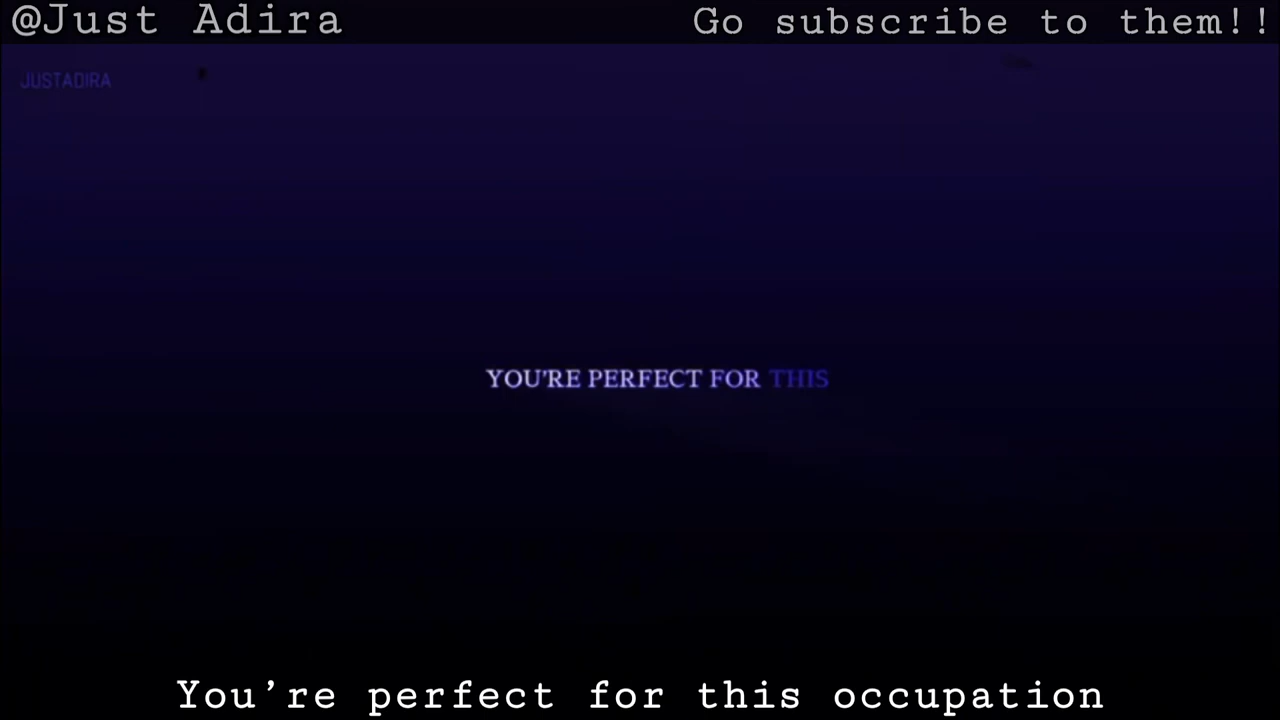 @Just Adira
Go subscribe to them!!
JUSTADIRA
YOU'RE PERFECT FOR THIS
You're perfect for this occupation